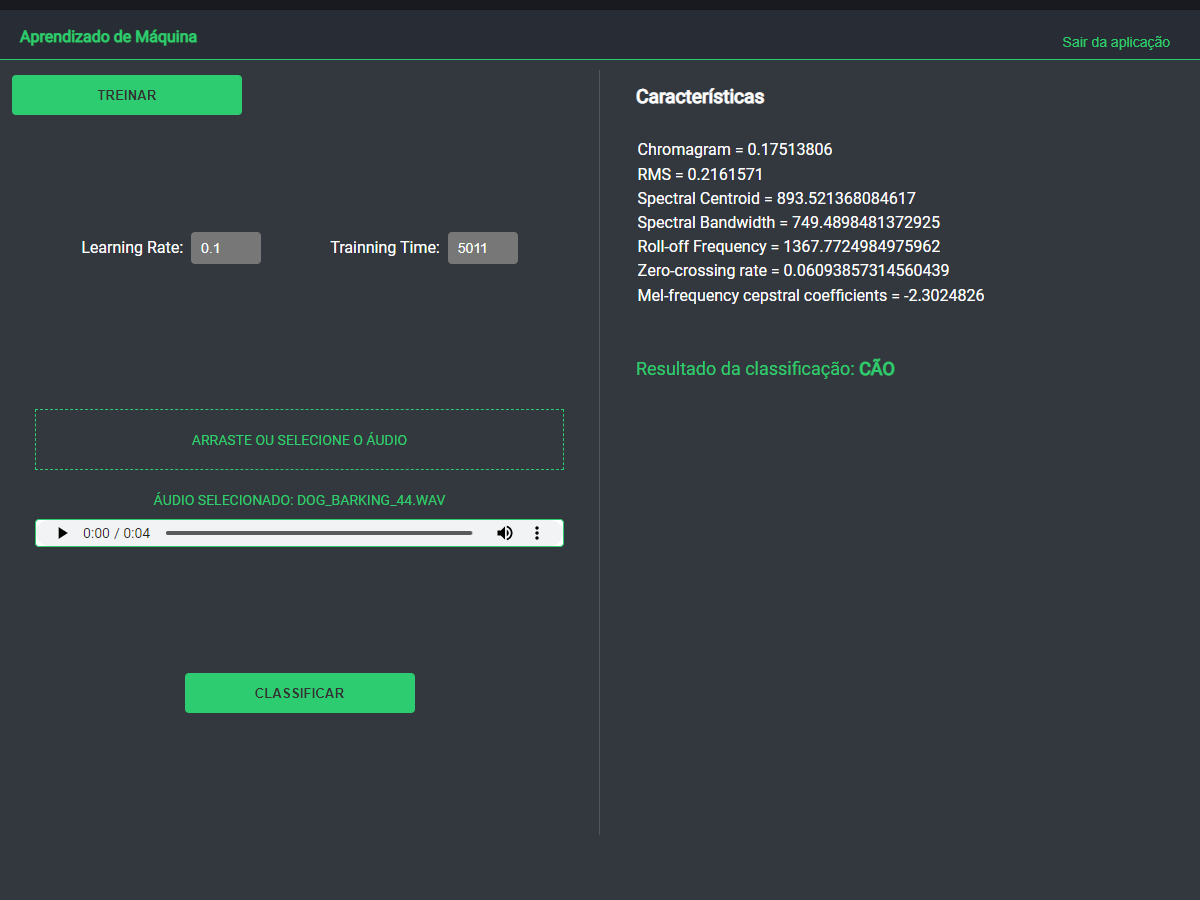 Aprendizado de Máquina
Sair da aplicação
TREINAR
Learning Rate: 0.1 Trainning Time: 5011
ARRASTE OU SELECIONE O ÁUDIO
ÁUDIO SELECIONADO: DOG_BARKING_44.WAV
0:00 / 0:04
CLASSIFICAR
Características
Chromagram = 0.17513806
RMS = 0.2161571
Spectral Centroid = 893.521368084617
Spectral Bandwidth = 749.4898481372925
Roll-off Frequency = 1367.7724984975962
Zero-crossing rate = 0.06093857314560439
Mel-frequency cepstral coefficients = -2.3024826
Resultado da classificação: CÃO